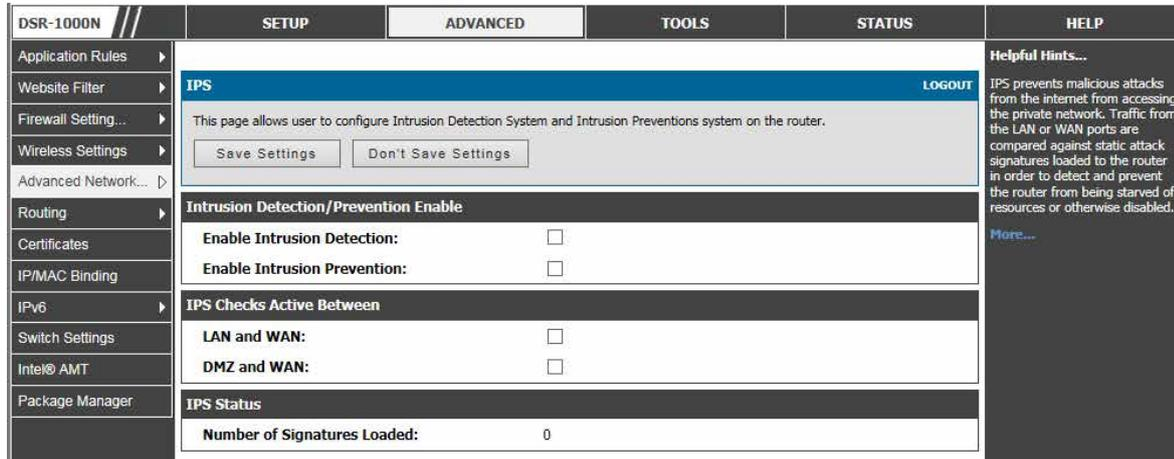 DSR-1000N
SETUP
ADVANCED
TOOLS
STATUS
HELP
Application Rules
Website Filter
Firewall Setting...
Wireless Settings
Advanced Network...
Routing
Certificates
IP/MAC Binding
IPv6
Switch Settings
Intel® AMT
Package Manager
IPS
LOGOUT
This page allows user to configure Intrusion Detection System and Intrusion Preventions system on the router.
Save Settings
Don't Save Settings
Intrusion Detection/Prevention Enable
Enable Intrusion Detection:
Enable Intrusion Prevention:
IPS Checks Active Between
LAN and WAN:
DMZ and WAN:
IPS Status
Number of Signatures Loaded: 0
Helpful Hints...
IPS prevents malicious attacks
from the internet from accessing
the private network. Traffic from
the LAN or WAN ports are
compared against static attack
signatures loaded to the router
in order to detect and prevent
the router from being starved of
resources or otherwise disabled.
More...